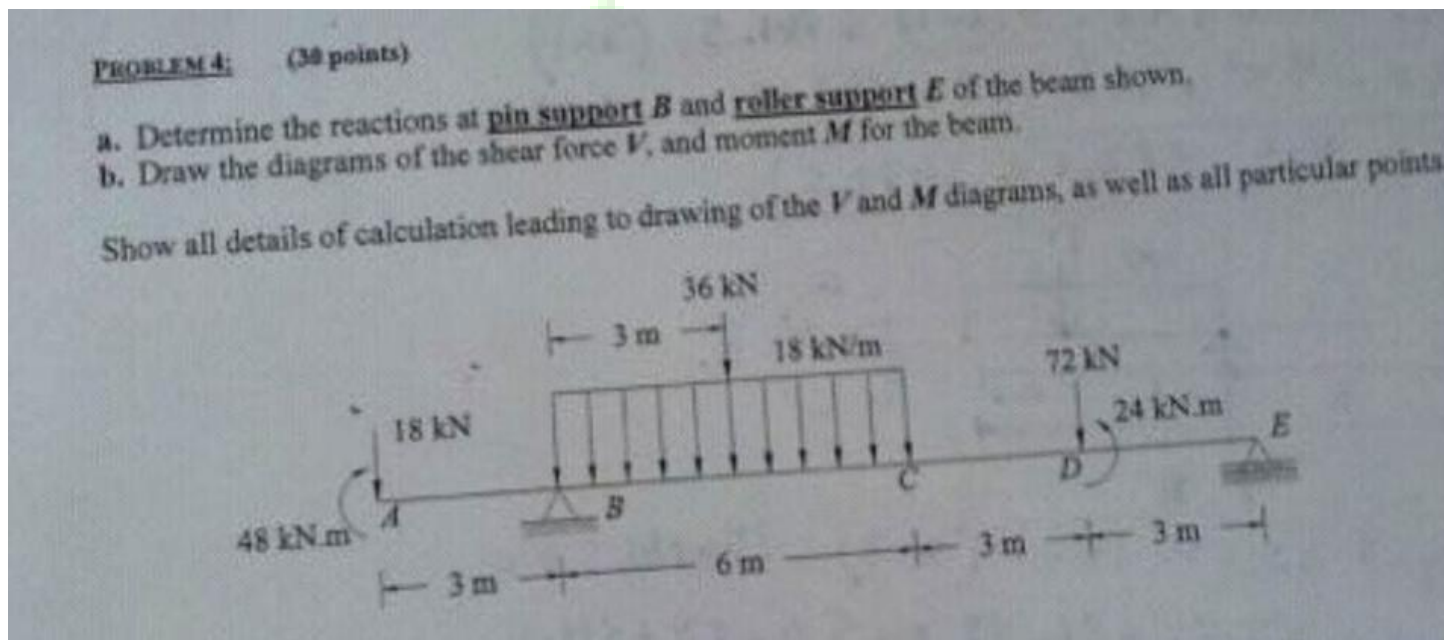 PROBLEM 4: (30 points)
a. Determine the reactions at pin support B and roller support E of the beam shown.
b. Draw the diagrams of the shear force V, and moment M for the beam.
Show all details of calculation leading to drawing of the V and M diagrams, as well as all particular points
36 kN
3 m
18 kN/m
72 kN
18 kN
24 kN.m
E
A
B
C
D
48 kN.m
3 m
6 m
3 m
3 m